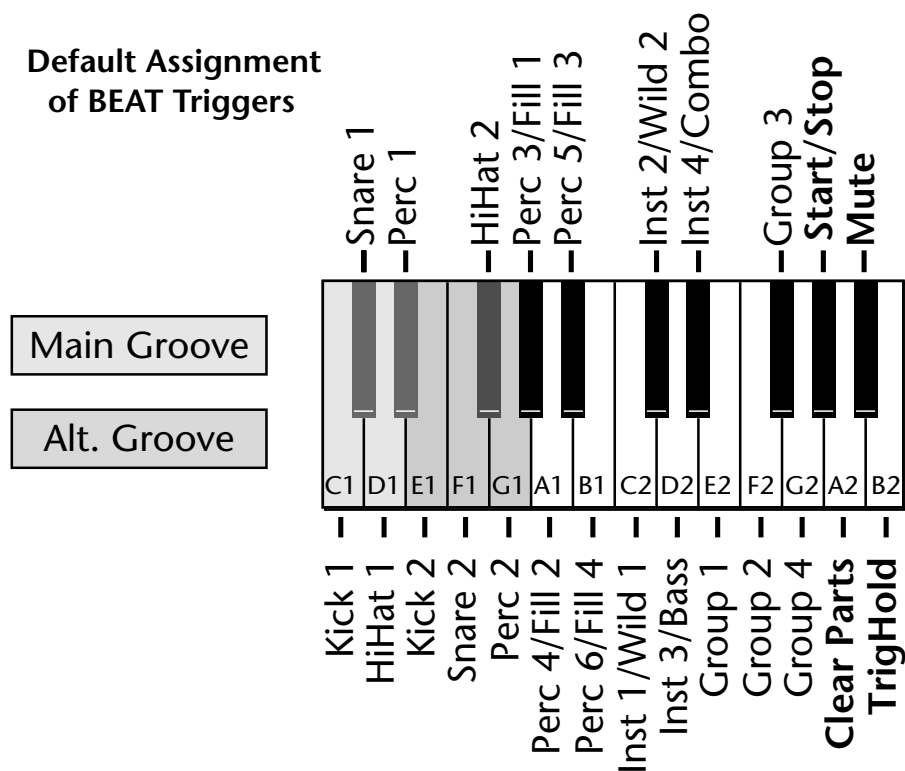 Default Assignment
of BEAT Triggers
Snare 1
Perc 1
HiHat 2
Perc 3/Fill 1
Perc 5/Fill 3
Inst 2/Wild 2
Inst 4/Combo
Group 3
Start/Stop
Mute
Main Groove
Alt. Groove
C1 D1 E1 F1 G1 A1 B1 C2 D2 E2 F2 G2 A2 B2
Kick 1
HiHat 1
Kick 2
Snare 2
Perc 2
Perc 4/Fill 2
Perc 6/Fill 4
Inst 1/Wild 1
Inst 3/Bass
Group 1
Group 2
Group 4
Clear Parts
TrigHold